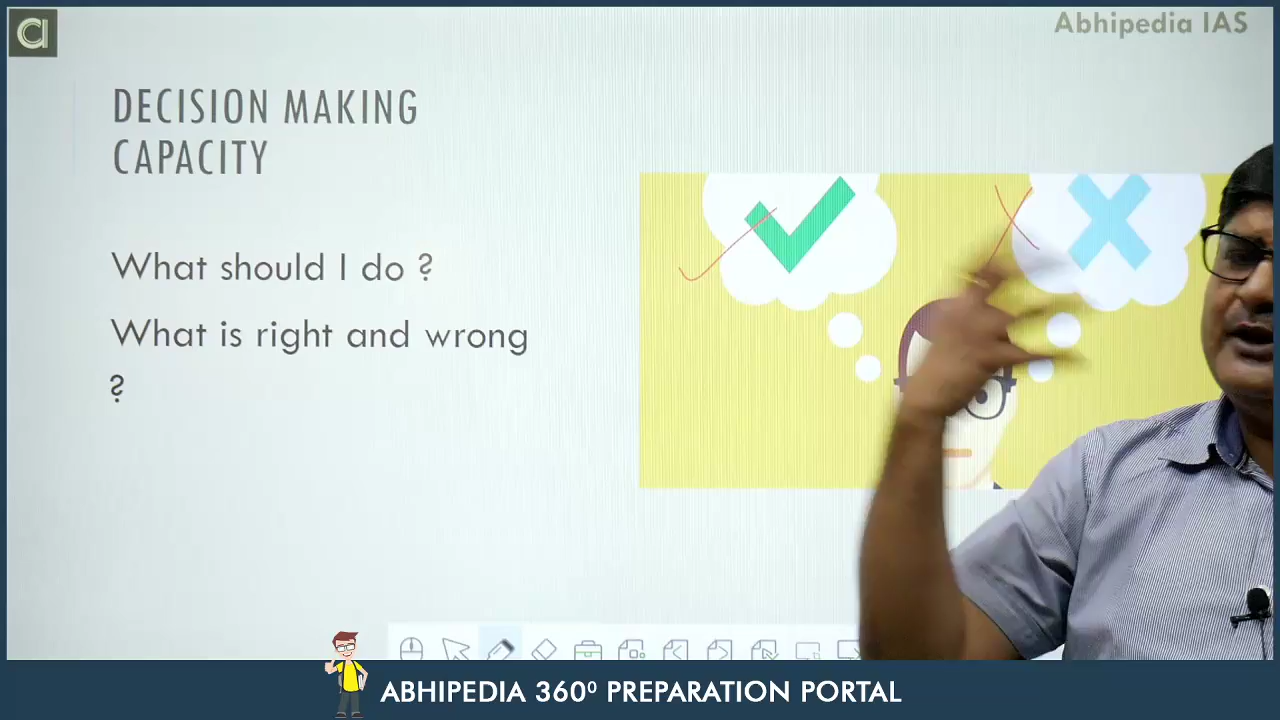 Abhipedia IAS
DECISION MAKING
CAPACITY
What should I do ?
What is right and wrong
?
ABHIPEDIA 360⁰ PREPARATION PORTAL